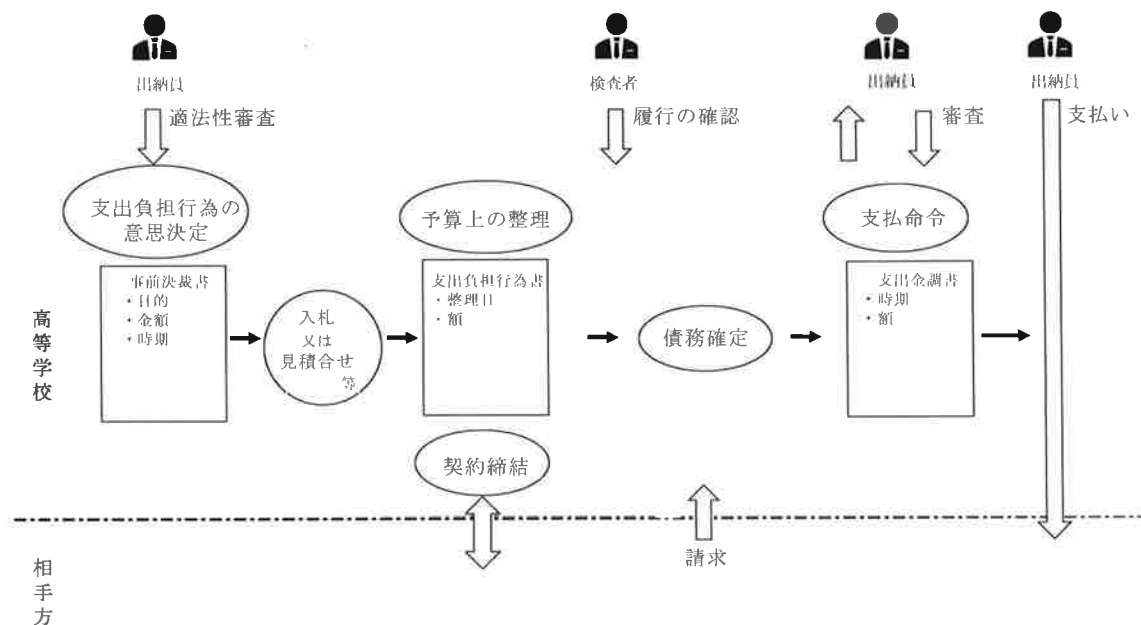 出納員
検査者
出納員
出納員
適法性審査
履行の確認
審査
支払い
支出負担行為の
意思決定
予算上の整理
支払命令
事前決裁書
・目的
・金額
・時期
入札
又は
見積合せ
等
支出負担行為書
・整理日
・額
債務確定
支出金調書
・時期
・額
高等学校
契約締結
請求
相手方